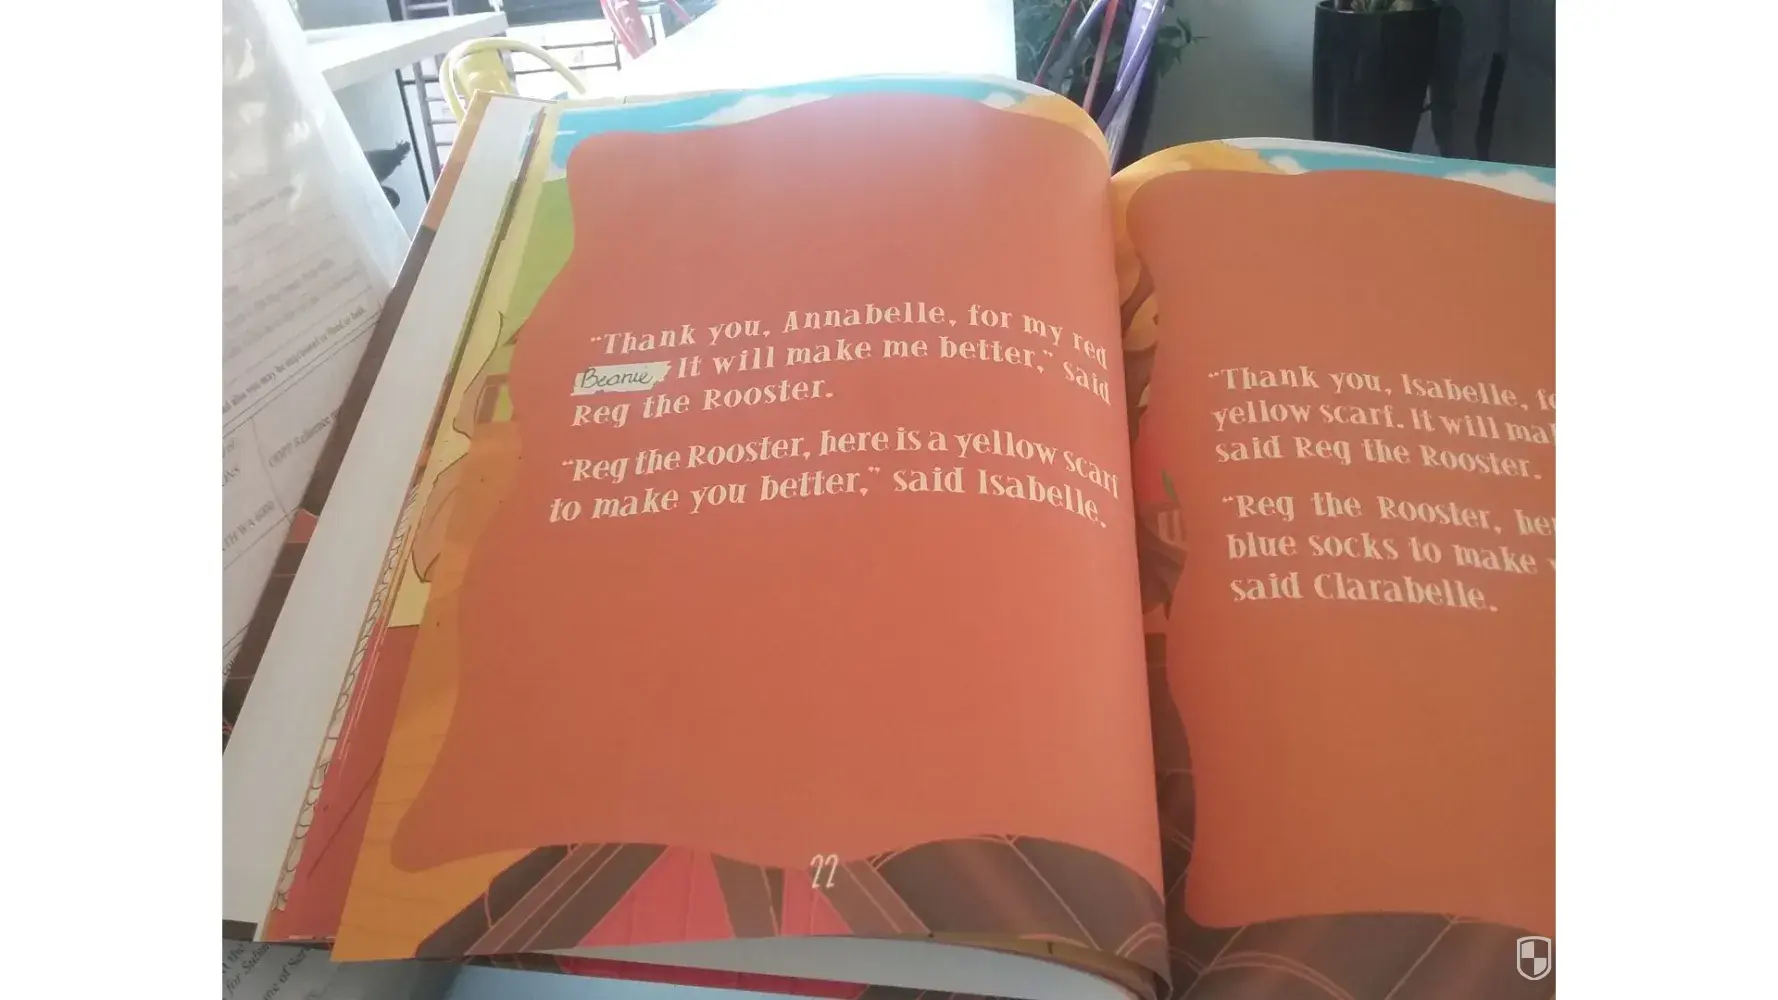 “Thank you, Annabelle, for my red
Beanie. It will make me better,” said
Reg the Rooster.
“Reg the Rooster, here is a yellow scarf
to make you better,” said Isabelle.
22
“Thank you, Isabelle,
yellow scarf. It will
said Reg the Rooster.
“Reg the Rooster,
blue socks to make
said Clarabelle.